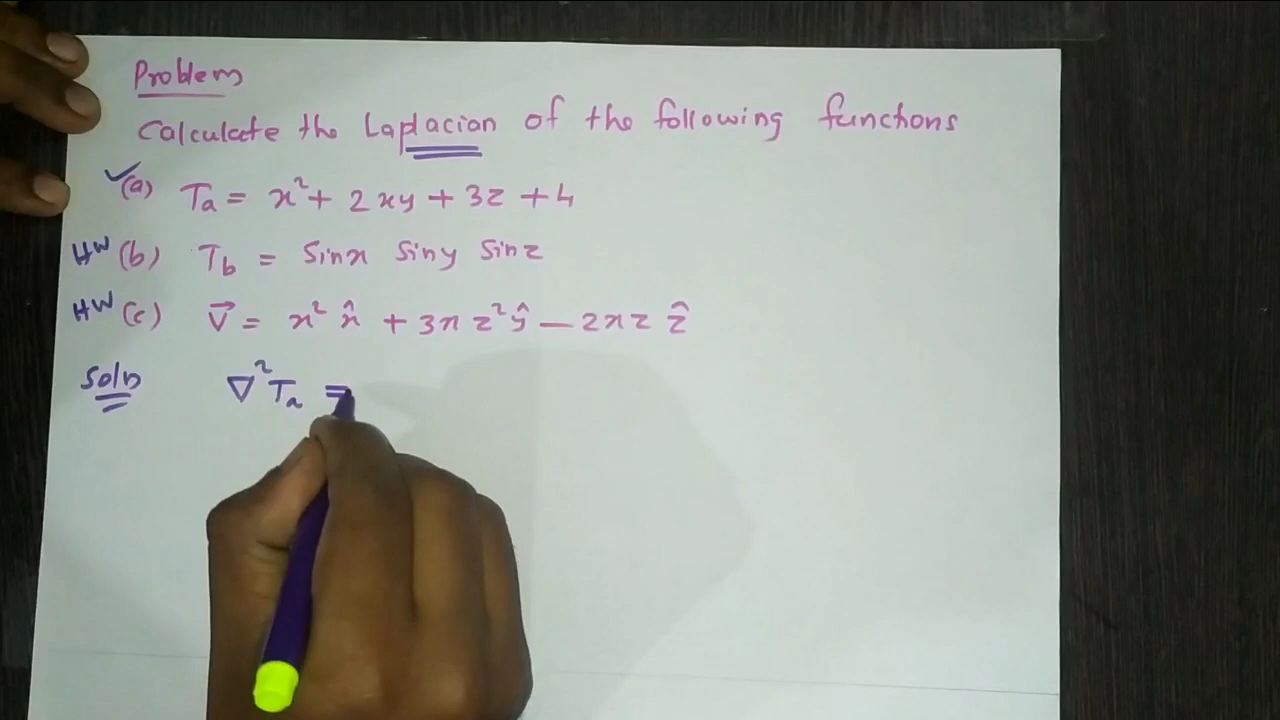 Problem
Calculate the Laplacian of the following functions
✓(a) Ta = x² + 2xy + 3z + 4
HW (b) Tb = Sinx Siny Sinz
HW (c) V⃗ = x² x̂ + 3xz² ŷ — 2xz ẑ
Soln ∇²Ta =